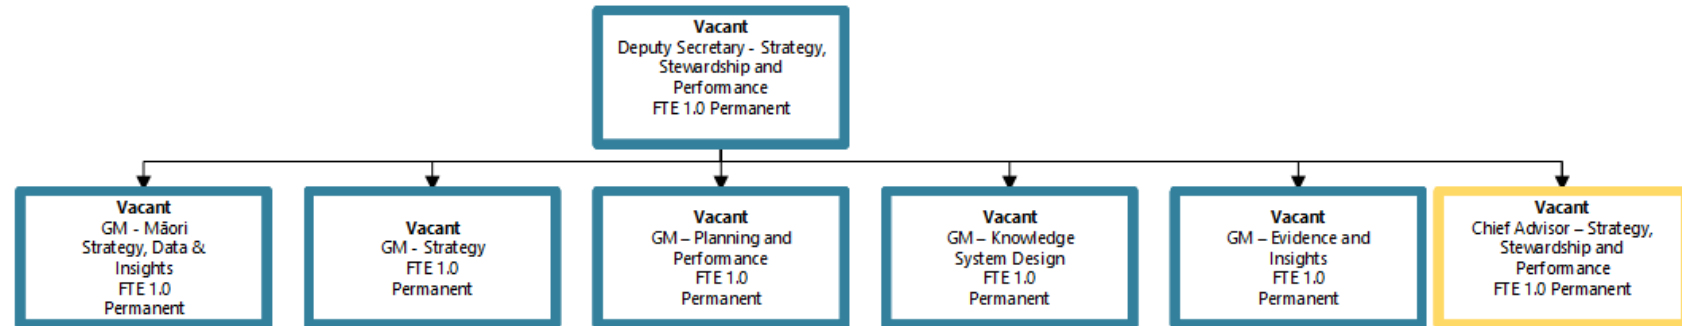 Vacant
Deputy Secretary - Strategy,
Stewardship and
Performance
FTE 1.0 Permanent
Vacant
GM - Māori
Strategy, Data &
Insights
FTE 1.0
Permanent
Vacant
GM - Strategy
FTE 1.0
Permanent
Vacant
GM – Planning and
Performance
FTE 1.0
Permanent
Vacant
GM – Knowledge
System Design
FTE 1.0
Permanent
Vacant
GM – Evidence and
Insights
FTE 1.0
Permanent
Vacant
Chief Advisor – Strategy,
Stewardship and
Performance
FTE 1.0 Permanent